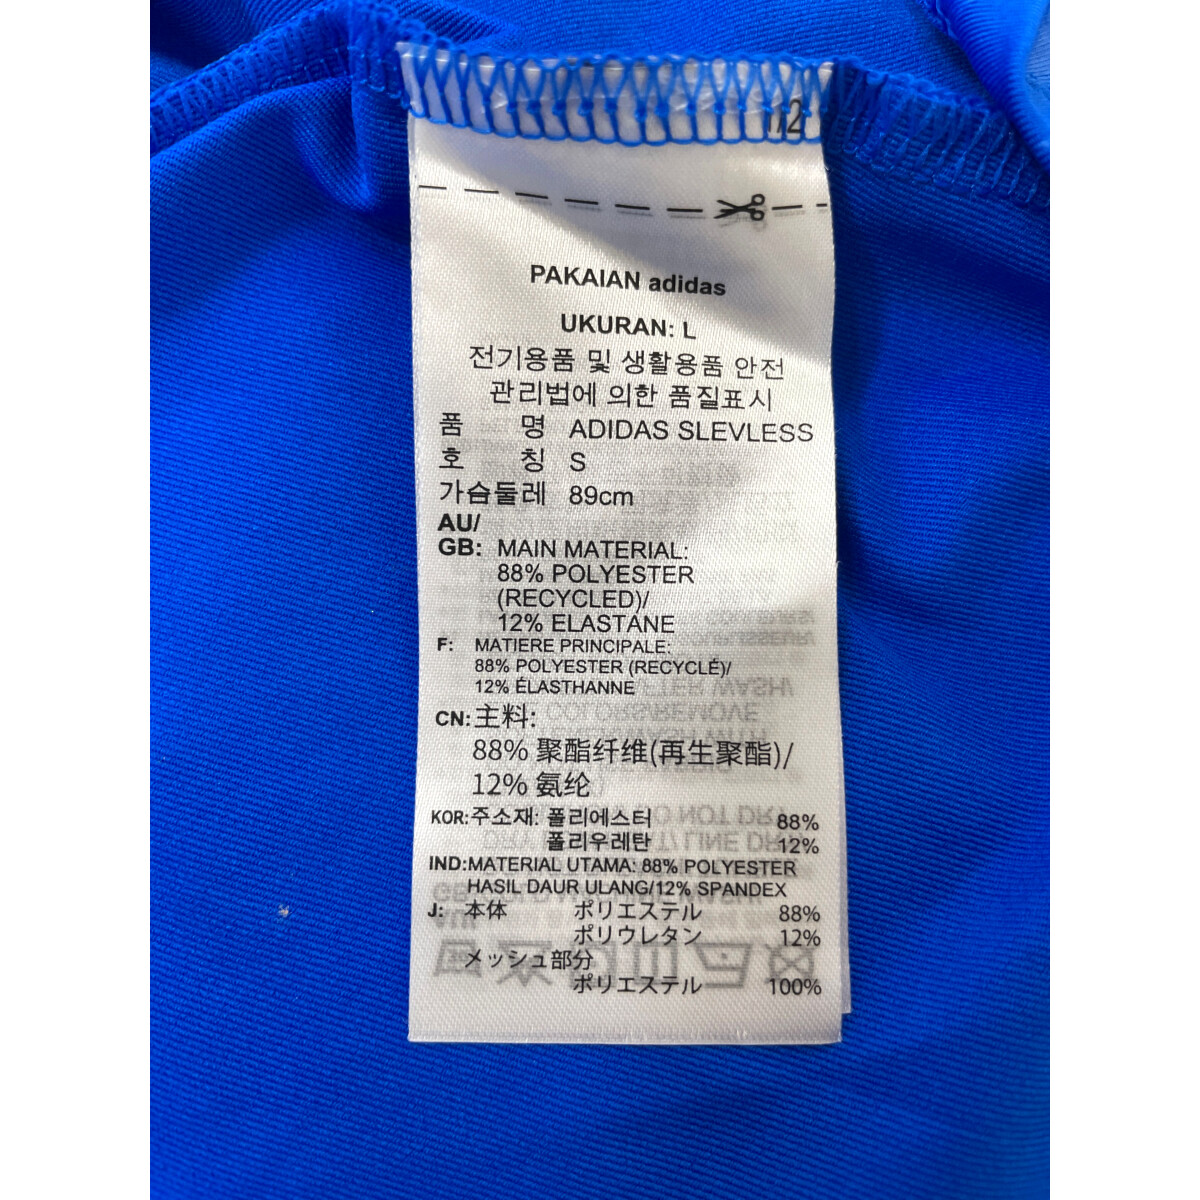 /2
PAKAIAN adidas
UKURAN: L
전기용품 및 생활용품 안전
관리법에 의한 품질표시
품 명 ADIDAS SLEVLESS
호 칭 S
가슴둘레 89cm
AU/
GB: MAIN MATERIAL:
88% POLYESTER
(RECYCLED)/
12% ELASTANE
F: MATIERE PRINCIPALE:
88% POLYESTER (RECYCLÉ)/
12% ÉLASTHANNE
CN: 主料:
88% 聚酯纤维(再生聚酯)/
12% 氨纶
KOR: 주소재: 폴리에스터 88%
폴리우레탄 12%
IND: MATERIAL UTAMA: 88% POLYESTER
HASIL DAUR ULANG/12% SPANDEX
J: 本体 ポリエステル 88%
ポリウレタン 12%
メッシュ部分
ポリエステル 100%